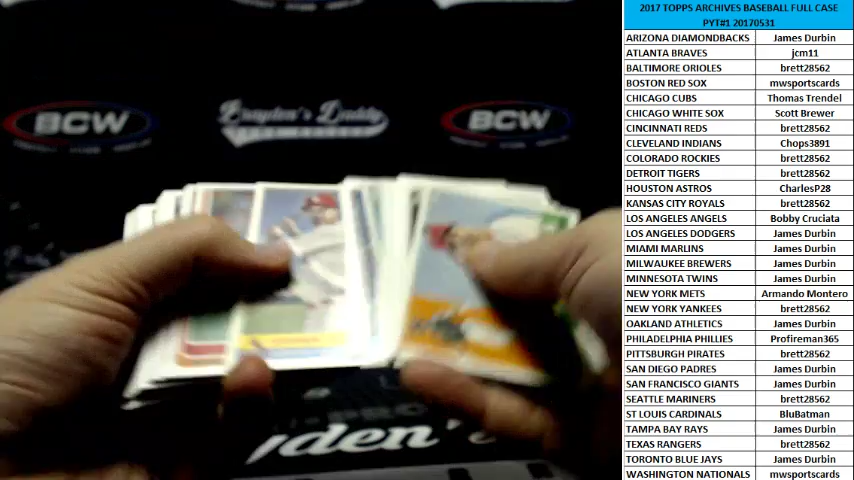 2017 TOPPS ARCHIVES BASEBALL FULL CASE
PYT#1 20170531
ARIZONA DIAMONDBACKS James Durbin
ATLANTA BRAVES jcm11
BALTIMORE ORIOLES brett28562
BOSTON RED SOX mwsportscards
CHICAGO CUBS Thomas Trendel
CHICAGO WHITE SOX Scott Brewer
CINCINNATI REDS brett28562
CLEVELAND INDIANS Chops3891
COLORADO ROCKIES brett28562
DETROIT TIGERS brett28562
HOUSTON ASTROS CharlesP28
KANSAS CITY ROYALS brett28562
LOS ANGELES ANGELS Bobby Cruciata
LOS ANGELES DODGERS James Durbin
MIAMI MARLINS James Durbin
MILWAUKEE BREWERS James Durbin
MINNESOTA TWINS James Durbin
NEW YORK METS Armando Montero
NEW YORK YANKEES brett28562
OAKLAND ATHLETICS James Durbin
PHILADELPHIA PHILLIES Profireman365
PITTSBURGH PIRATES brett28562
SAN DIEGO PADRES James Durbin
SAN FRANCISCO GIANTS James Durbin
SEATTLE MARINERS brett28562
ST LOUIS CARDINALS BluBatman
TAMPA BAY RAYS James Durbin
TEXAS RANGERS brett28562
TORONTO BLUE JAYS James Durbin
WASHINGTON NATIONALS mwsportscards
BCW
Brayden's Daddy
BCW
yden's